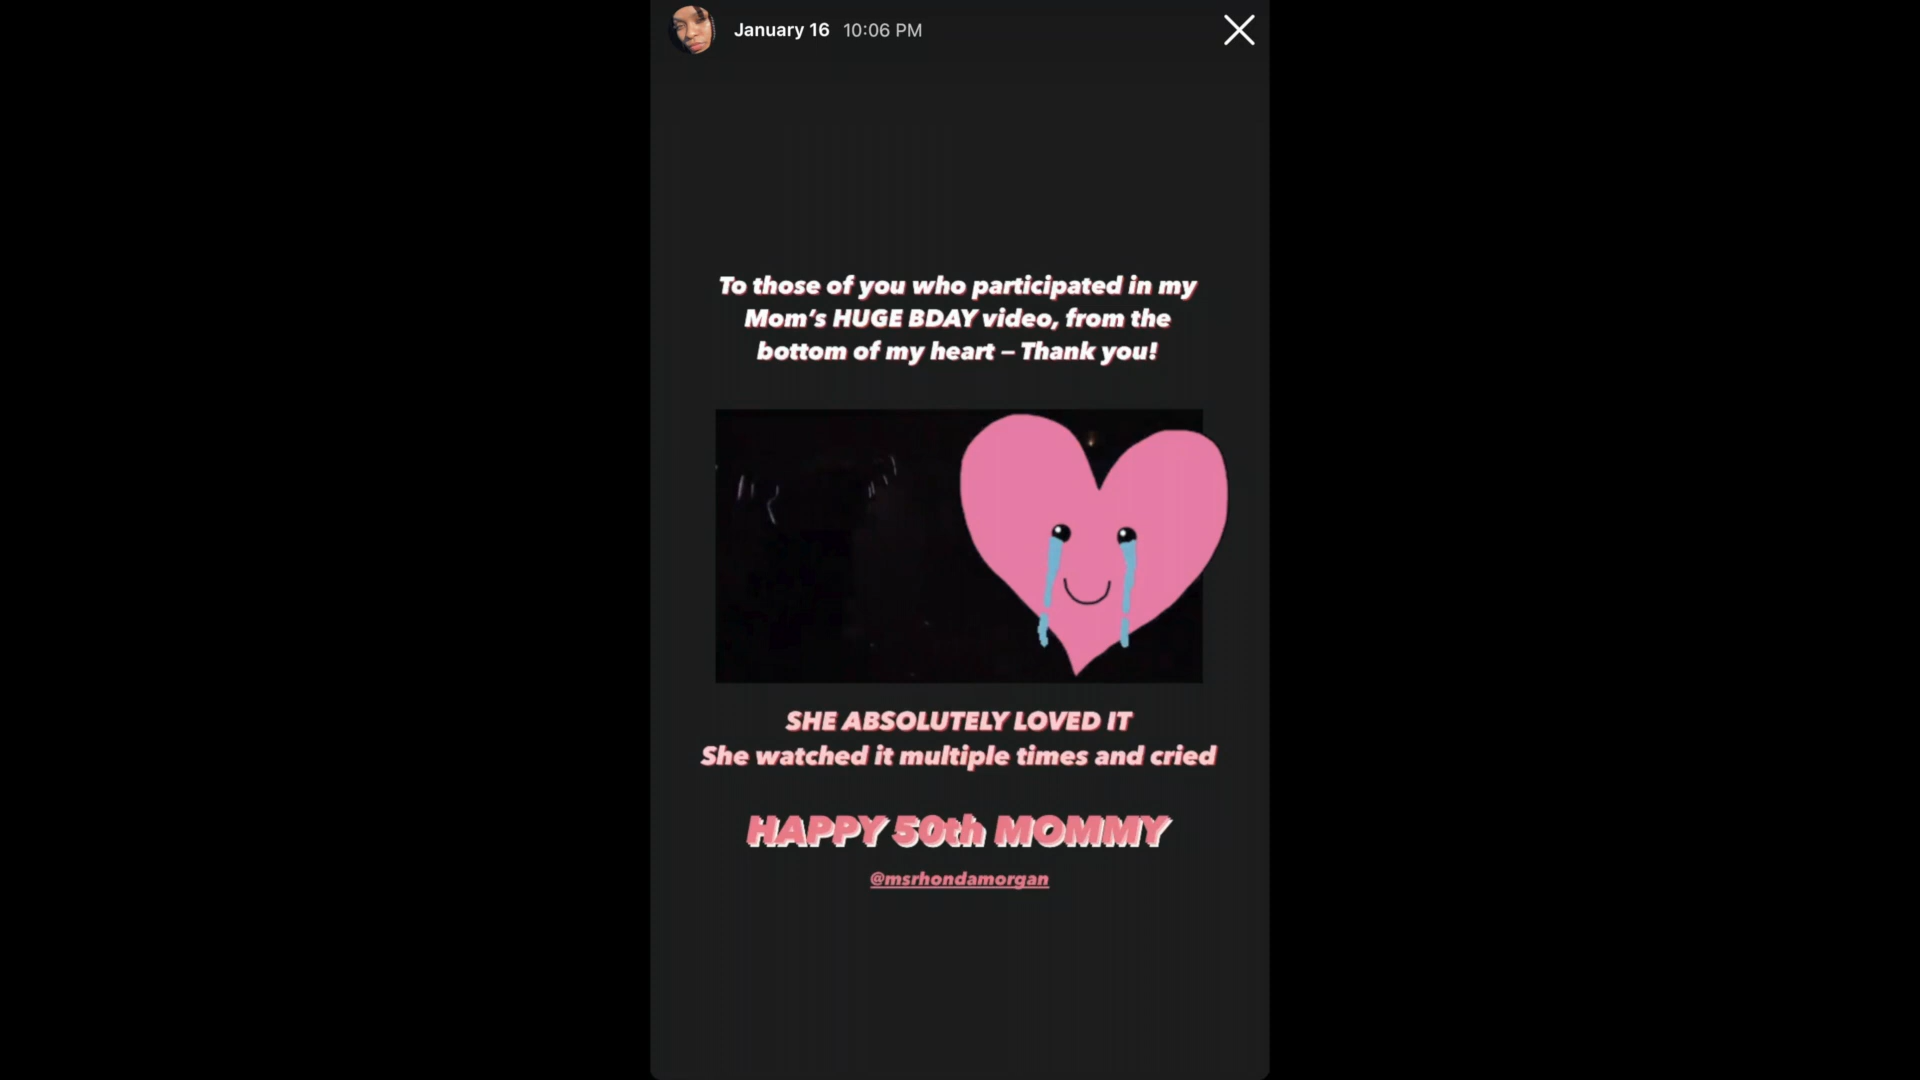 January 16 10:06 PM
To those of you who participated in my
Mom's HUGE BDAY video, from the
bottom of my heart – Thank you!
SHE ABSOLUTELY LOVED IT
She watched it multiple times and cried
HAPPY 50th MOMMY
@msrhondamorgan